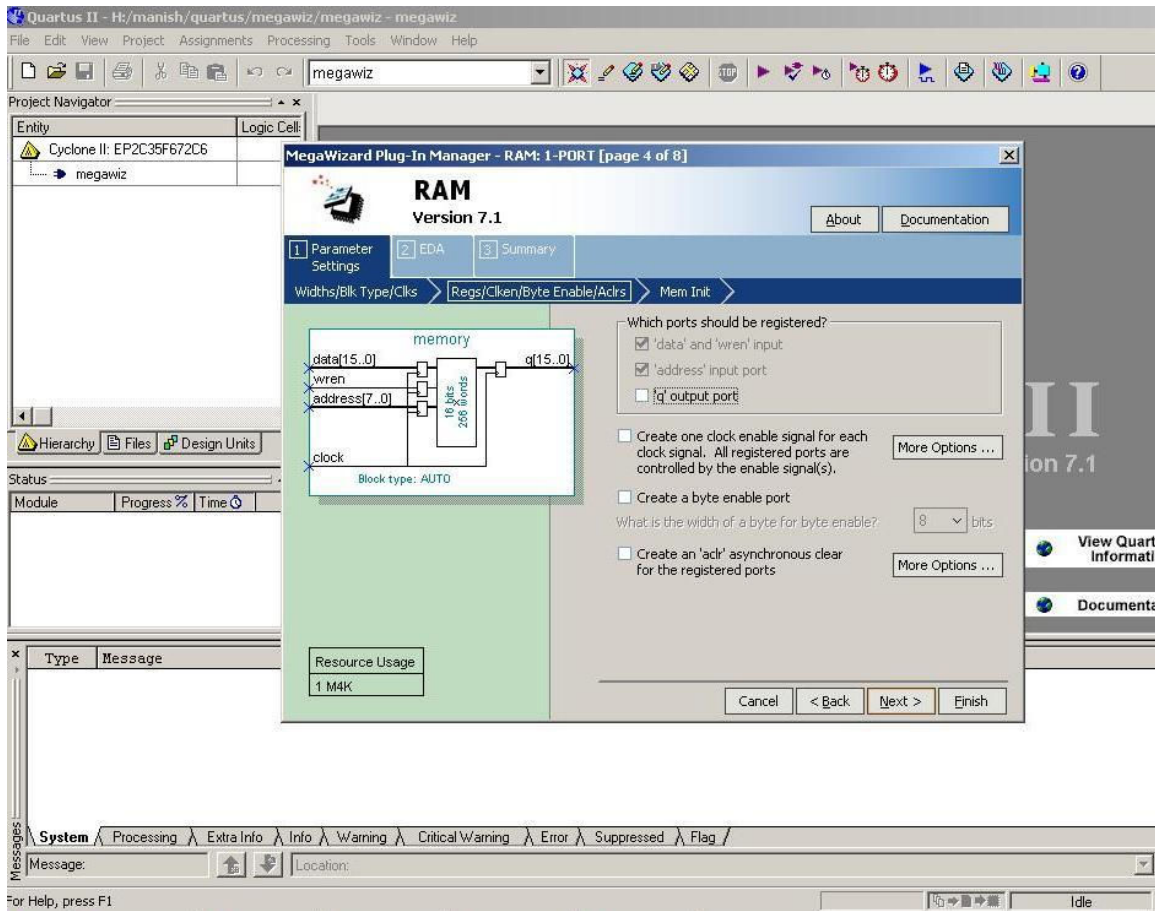 Quartus II - H:/manish/quartus/megawiz/megawiz - megawiz
File Edit View Project Assignments Processing Tools Window Help
megawiz
STOP
Project Navigator
Entity Logic Cell
Cyclone II: EP2C35F672C6
megawiz
Hierarchy Files Design Units
Status
Module Progress % Time
MegaWizard Plug-In Manager - RAM: 1-PORT [page 4 of 8]
RAM
Version 7.1
About Documentation
1 Parameter Settings 2 EDA 3 Summary
Widths/Blk Type/Clks Regs/Clken/Byte Enable/Aclrs Mem Init
memory
data[15..0] q[15..0]
wren
address[7..0]
16 bits
256 words
clock
Block type: AUTO
Resource Usage
1 M4K
Which ports should be registered?
'data' and 'wren' input
'address' input port
'q' output port
Create one clock enable signal for each
clock signal. All registered ports are
controlled by the enable signal(s).
More Options ...
Create a byte enable port
What is the width of a byte for byte enable? 8 bits
Create an 'aclr' asynchronous clear
for the registered ports
More Options ...
Cancel < Back Next > Finish
II
ion 7.1
View Quart
Informati
Documenta
Type Message
System Processing Extra Info Info Warning Critical Warning Error Suppressed Flag
Messages
Message: Location:
For Help, press F1 Idle